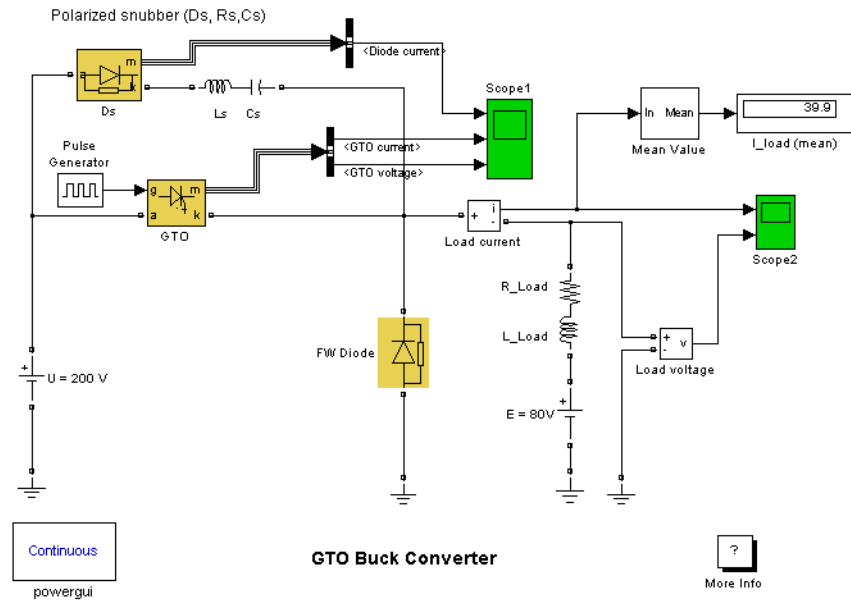 Polarized snubber (Ds, Rs,Cs)
m
a
k
Ds
Ls
Cs
<Diode current>
Scope1
Pulse
Generator
g
m
a
k
GTO
<GTO current>
<GTO voltage>
+
i
-
Load current
In
Mean
Mean Value
39.9
I_load (mean)
Scope2
R_Load
L_Load
+
-
v
Load voltage
FW Diode
+
U = 200 V
+
E = 80V
Continuous
powergui
GTO Buck Converter
?
More Info